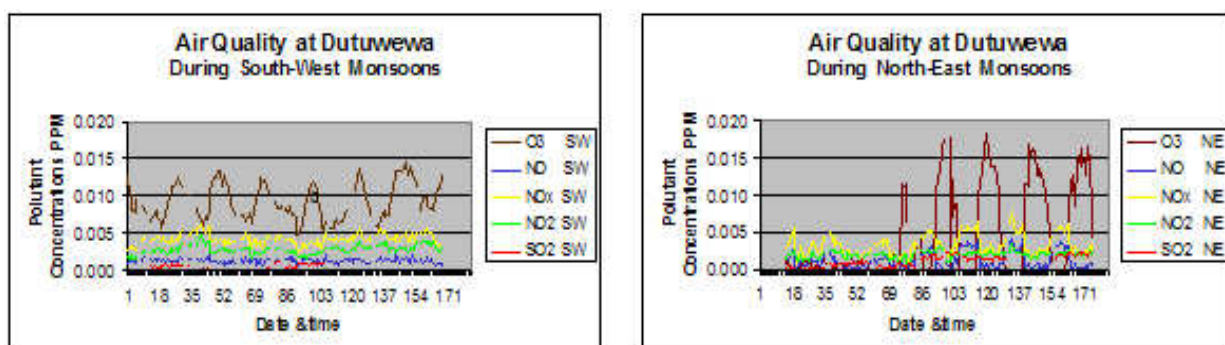 Air Quality at Dutuwewa
During South-West Monsoons
Polutant
Concentrations PPM
0.020
0.015
0.010
0.005
0.000
1 18 35 52 69 86 103 120 137 154 171
Date &time
O3 SW
NO SW
NOx SW
NO2 SW
SO2 SW
Air Quality at Dutuwewa
During North-East Monsoons
Polutant
Concentrations PPM
0.020
0.015
0.010
0.005
0.000
1 18 35 52 69 86 103 120 137 154 171
Date &time
O3 NE
NO NE
NOx NE
NO2 NE
SO2 NE